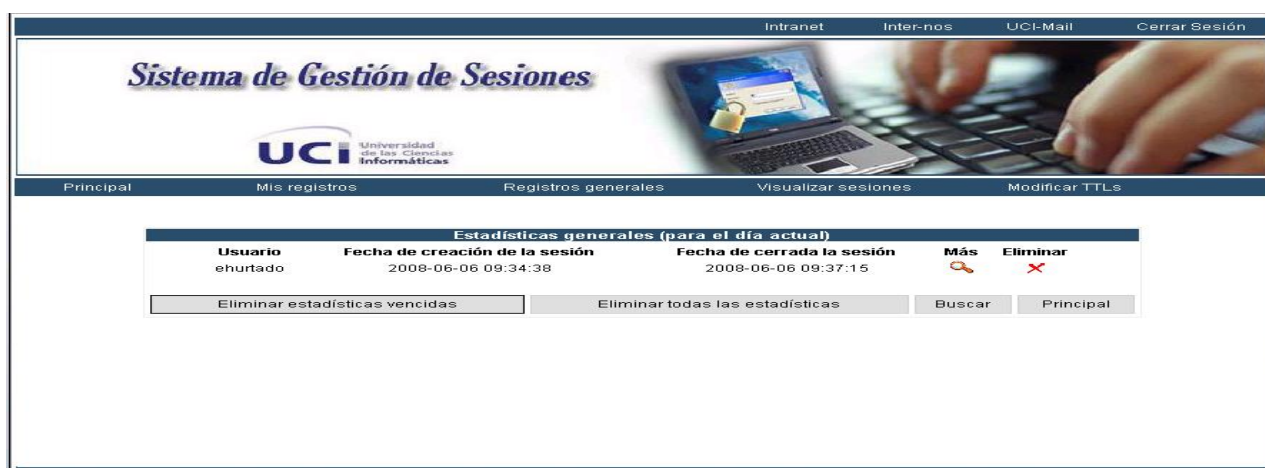 Intranet Inter-nos UCI-Mail Cerrar Sesión
Sistema de Gestión de Sesiones
UCI Universidad
de las Ciencias
Informáticas
Principal Mis registros Registros generales Visualizar sesiones Modificar TTLs
Estadísticas generales (para el día actual)
Usuario Fecha de creación de la sesión Fecha de cerrada la sesión Más Eliminar
ehurtado 2008-06-06 09:34:38 2008-06-06 09:37:15
Eliminar estadísticas vencidas Eliminar todas las estadísticas Buscar Principal